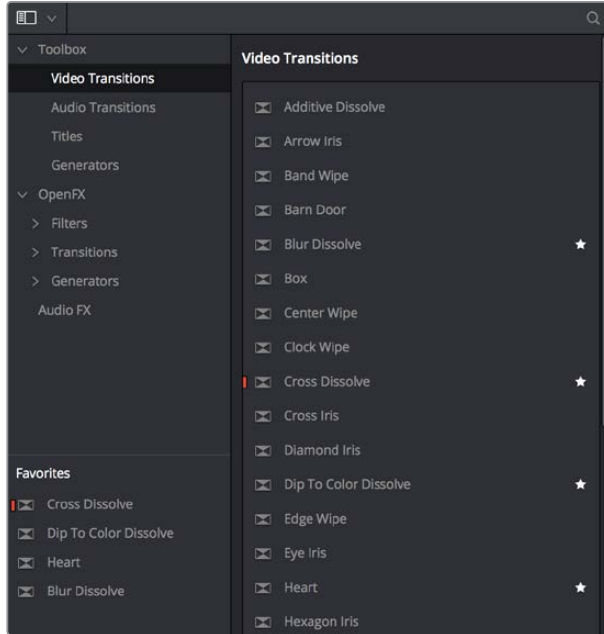 Toolbox
Video Transitions
Audio Transitions
Titles
Generators
OpenFX
Filters
Transitions
Generators
Audio FX
Favorites
Cross Dissolve
Dip To Color Dissolve
Heart
Blur Dissolve
Video Transitions
Additive Dissolve
Arrow Iris
Band Wipe
Barn Door
Blur Dissolve
Box
Center Wipe
Clock Wipe
Cross Dissolve
Cross Iris
Diamond Iris
Dip To Color Dissolve
Edge Wipe
Eye Iris
Heart
Hexagon Iris